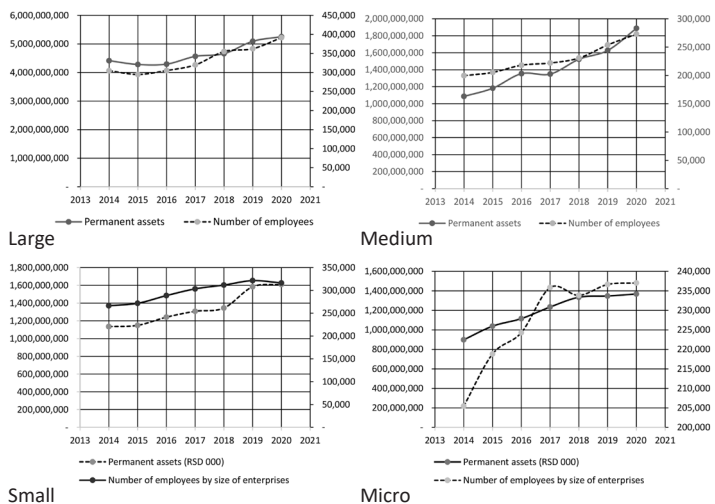 6,000,000,000 450,000
5,000,000,000 400,000
4,000,000,000 350,000
3,000,000,000 300,000
2,000,000,000 250,000
1,000,000,000 200,000
- 150,000
100,000
50,000
-
2013 2014 2015 2016 2017 2018 2019 2020 2021
Permanent assets Number of employees
Large
2,000,000,000 300,000
1,800,000,000 250,000
1,600,000,000 200,000
1,400,000,000 150,000
1,200,000,000 100,000
1,000,000,000 50,000
800,000,000 -
600,000,000
400,000,000
200,000,000
-
2013 2014 2015 2016 2017 2018 2019 2020 2021
Permanent assets Number of employees
Medium
1,800,000,000 350,000
1,600,000,000 300,000
1,400,000,000 250,000
1,200,000,000 200,000
1,000,000,000 150,000
800,000,000 100,000
600,000,000 50,000
400,000,000 -
200,000,000
-
2013 2014 2015 2016 2017 2018 2019 2020 2021
Permanent assets (RSD 000)
Number of employees by size of enterprises
Small
1,600,000,000 240,000
1,400,000,000 235,000
1,200,000,000 230,000
1,000,000,000 225,000
800,000,000 220,000
600,000,000 215,000
400,000,000 210,000
200,000,000 205,000
- 200,000
2013 2014 2015 2016 2017 2018 2019 2020 2021
Permanent assets (RSD 000)
Number of employees by size of enterprises
Micro